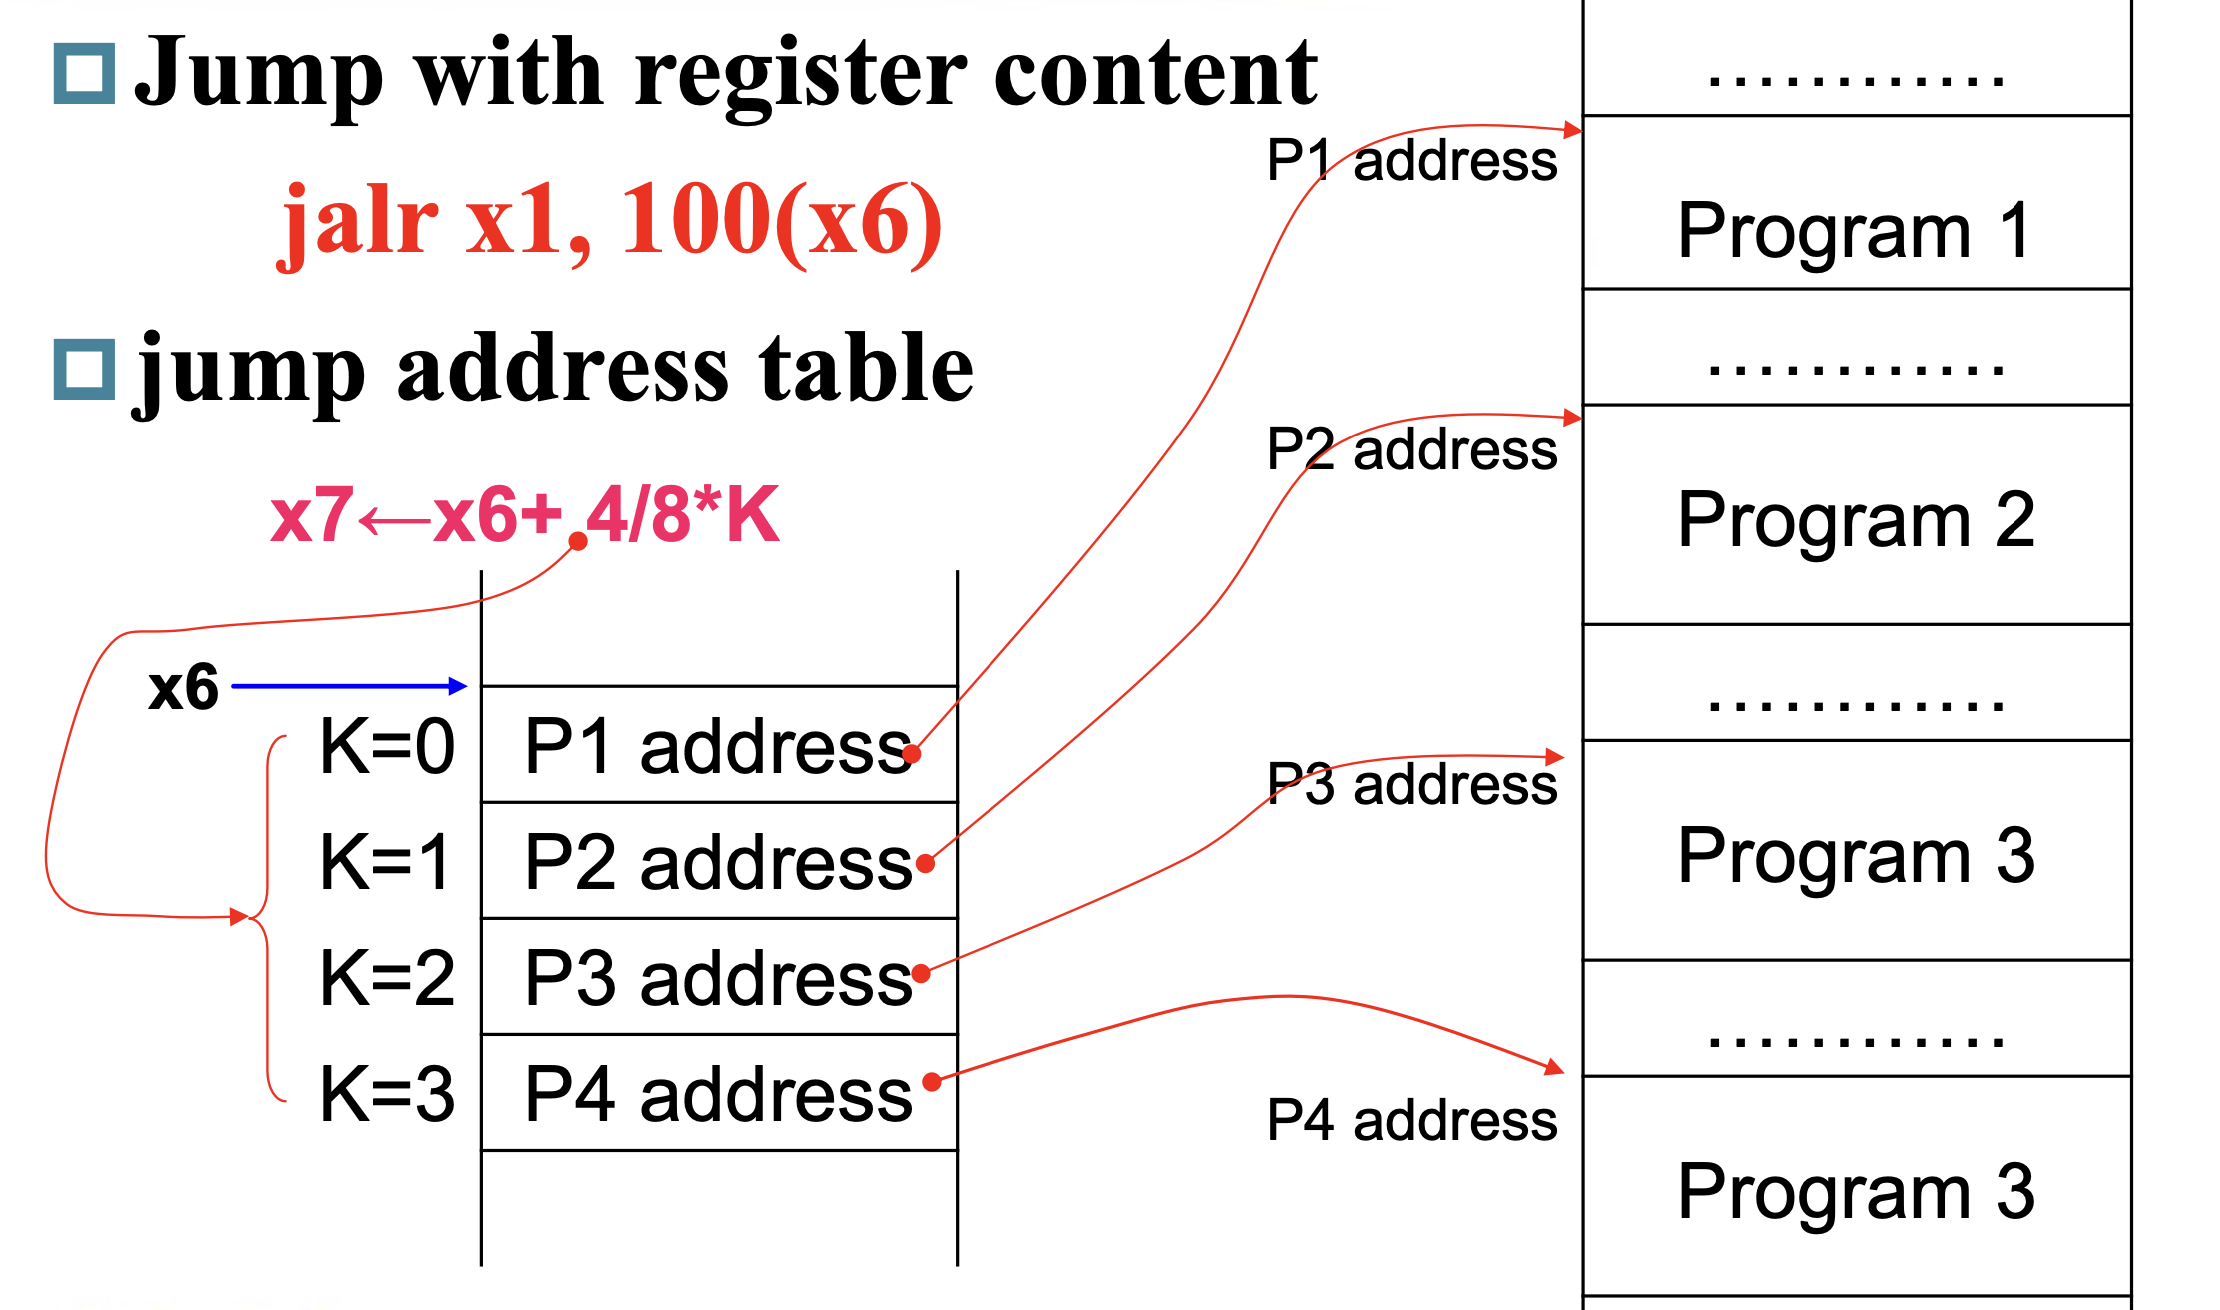 Jump with register content
jalr x1, 100(x6)
jump address table
x7←x6+ 4/8*K
x6
K=0 P1 address
K=1 P2 address
K=2 P3 address
K=3 P4 address
............
P1 address
Program 1
............
P2 address
Program 2
............
P3 address
Program 3
............
P4 address
Program 3